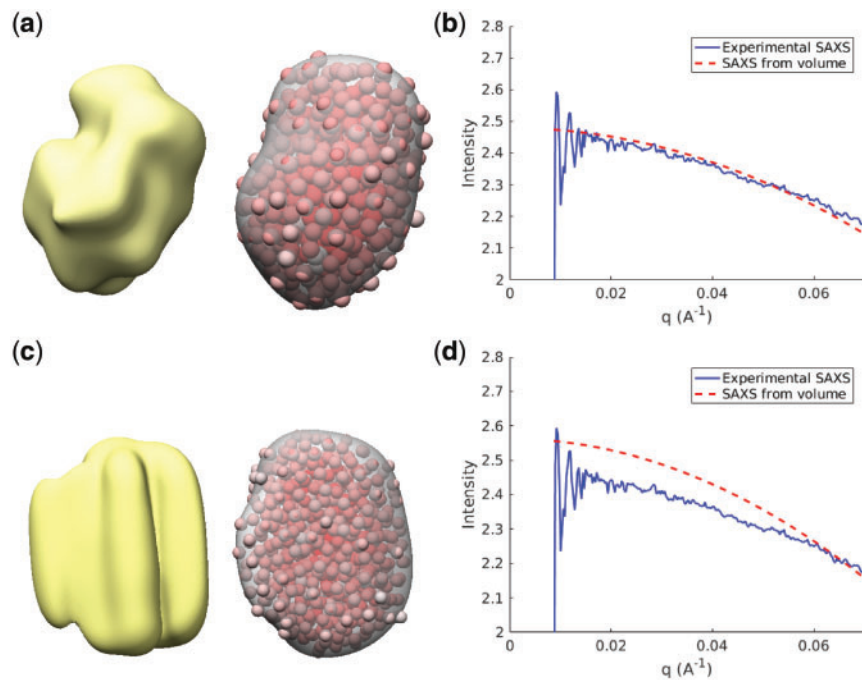 (a)
(b)
2.8
2.7
2.6
2.5
2.4
2.3
2.2
2.1
2
Intensity
Experimental SAXS
SAXS from volume
0
0.02
0.04
0.06
q (A⁻¹)
(c)
(d)
2.8
2.7
2.6
2.5
2.4
2.3
2.2
2.1
2
Intensity
Experimental SAXS
SAXS from volume
0
0.02
0.04
0.06
q (A⁻¹)